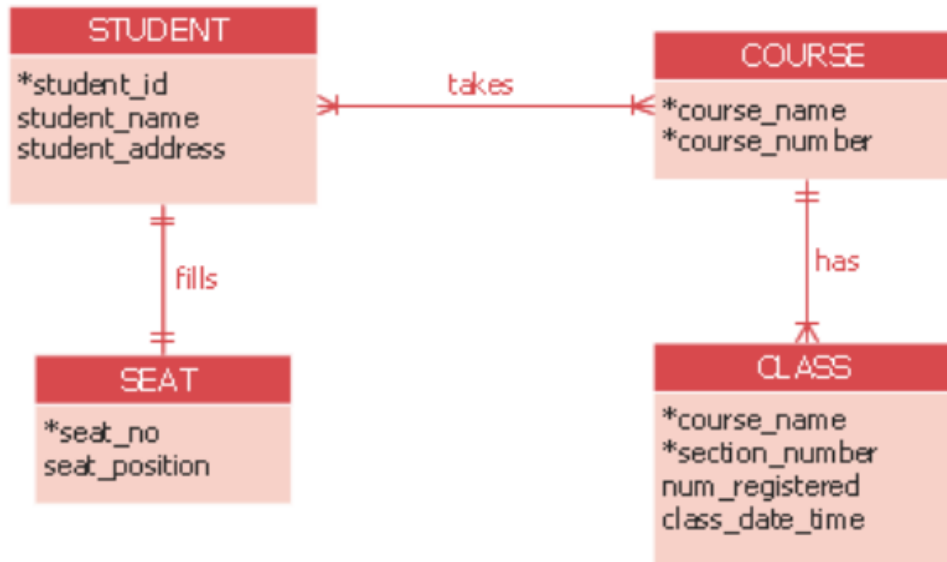 STUDENT
*student_id
student_name
student_address
takes
COURSE
*course_name
*course_number
fills
has
SEAT
*seat_no
seat_position
CLASS
*course_name
*section_number
num_registered
class_date_time